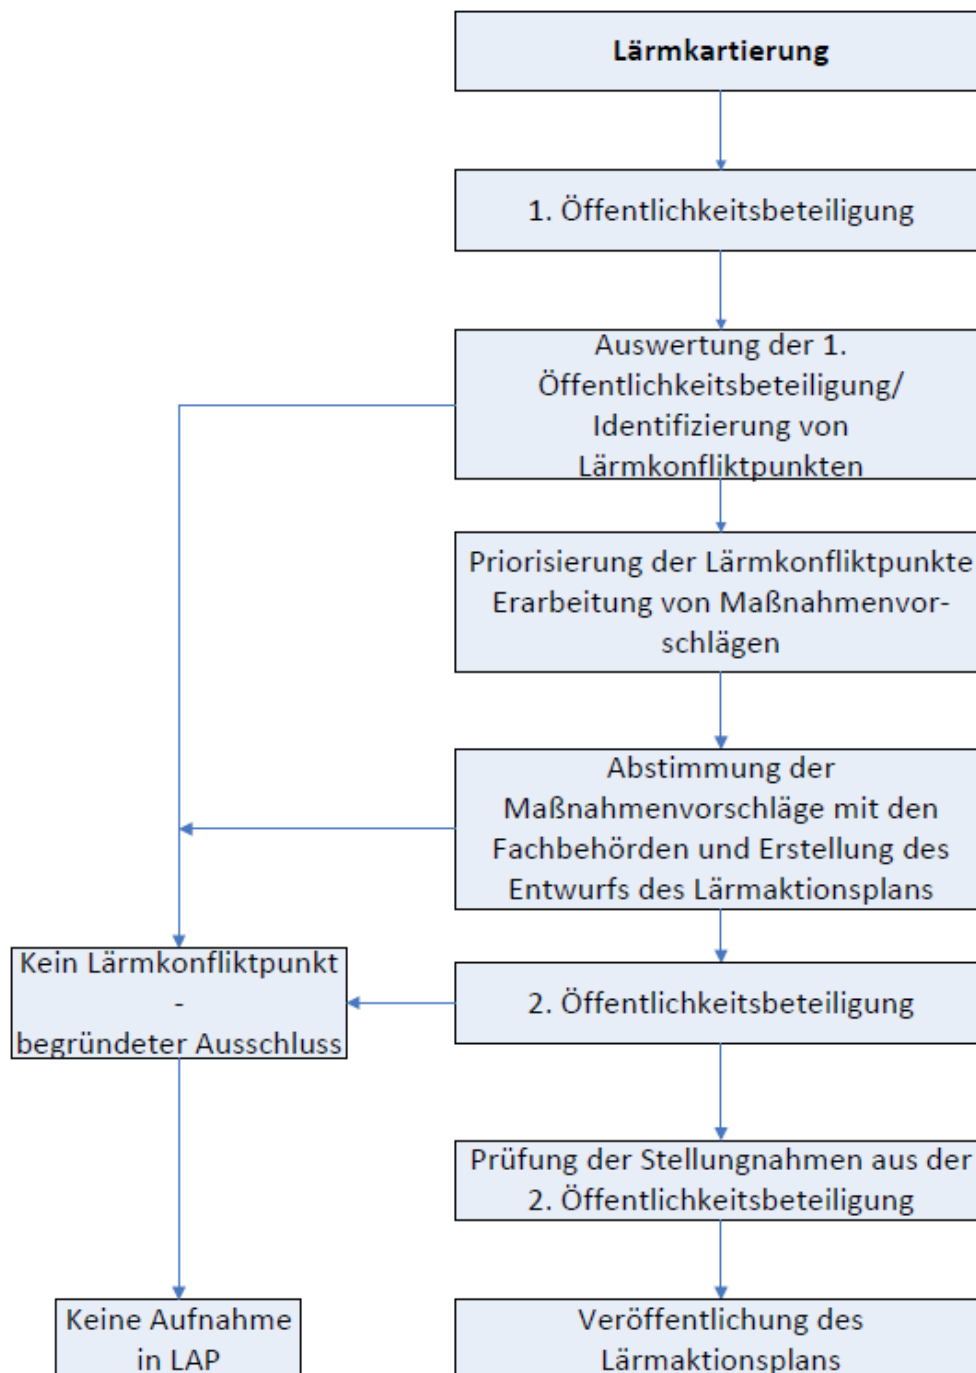 Lärmkartierung
1. Öffentlichkeitsbeteiligung
Auswertung der 1.
Öffentlichkeitsbeteiligung/
Identifizierung von
Lärmkonfliktpunkten
Priorisierung der Lärmkonfliktpunkte
Erarbeitung von Maßnahmenvor-
schlägen
Abstimmung der
Maßnahmenvorschläge mit den
Fachbehörden und Erstellung des
Entwurfs des Lärmaktionsplans
Kein Lärmkonfliktpunkt
-
begründeter Ausschluss
2. Öffentlichkeitsbeteiligung
Prüfung der Stellungnahmen aus der
2. Öffentlichkeitsbeteiligung
Keine Aufnahme
in LAP
Veröffentlichung des
Lärmaktionsplans